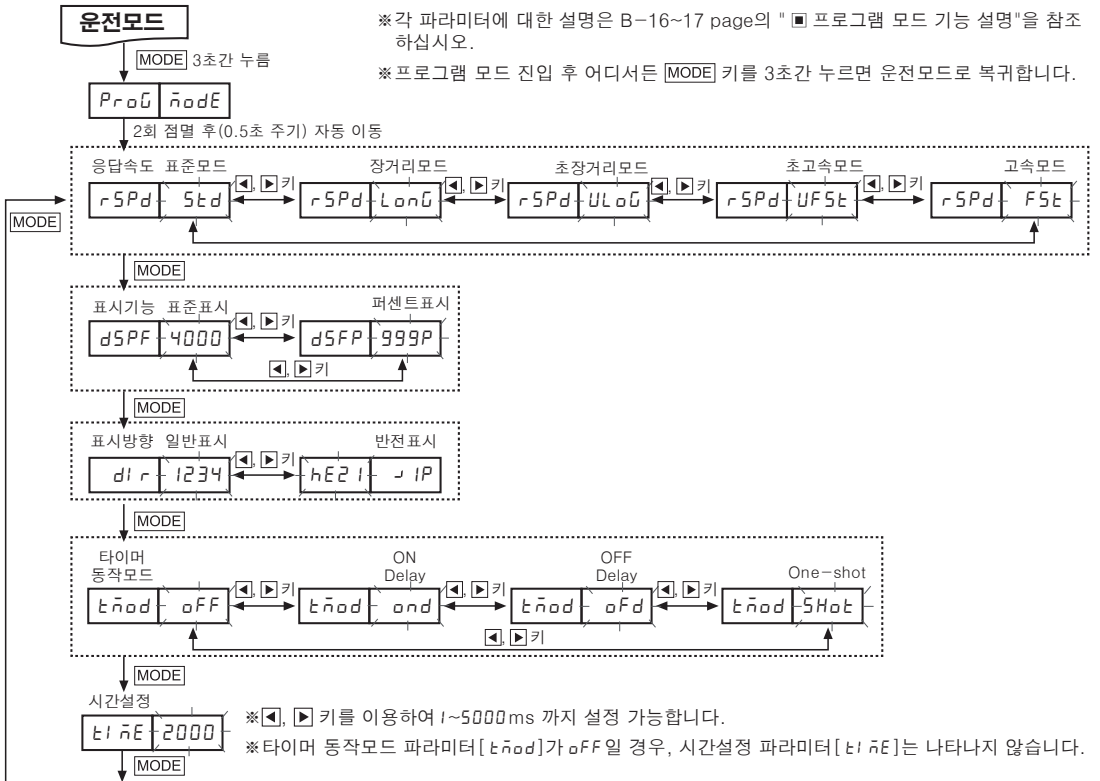 운전모드
※각 파라미터에 대한 설명은 B-16~17 page의 " ▣ 프로그램 모드 기능 설명"을 참조
하십시오.
MODE 3초간 누름
※프로그램 모드 진입 후 어디서든 MODE 키를 3초간 누르면 운전모드로 복귀합니다.
ProG modE
2회 점멸 후(0.5초 주기) 자동 이동
응답속도 표준모드 장거리모드 초장거리모드 초고속모드 고속모드
rSPd Std ◀, ▶ 키 rSPd LonG ◀, ▶ 키 rSPd ULoG ◀, ▶ 키 rSPd UFSt ◀, ▶ 키 rSPd FSt
MODE
MODE
표시기능 표준표시 퍼센트표시
dSPF 4000 ◀, ▶ 키 dSFP 999P
◀, ▶ 키
MODE
표시방향 일반표시 반전표시
dIr 1234 ◀, ▶ 키 hE21 JIP
MODE
타이머
동작모드
ON
Delay
OFF
Delay
One-shot
tmod oFF ◀, ▶ 키 tmod ond ◀, ▶ 키 tmod oFd ◀, ▶ 키 tmod SHot
◀, ▶ 키
MODE
시간설정
tImE 2000
※◀, ▶ 키를 이용하여 1~5000ms 까지 설정 가능합니다.
※타이머 동작모드 파라미터[tmod]가 oFF일 경우, 시간설정 파라미터[tImE]는 나타나지 않습니다.
MODE